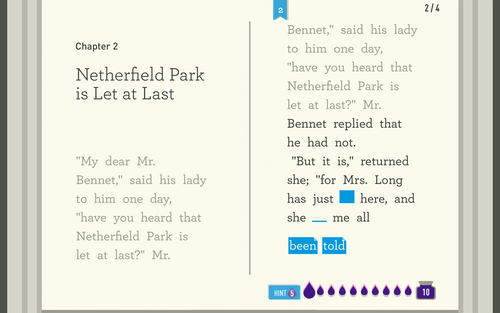 Chapter 2
Netherfield Park
is Let at Last
"My dear Mr.
Bennet," said his lady
to him one day,
"have you heard that
Netherfield Park is
let at last?" Mr.
2
2/4
Bennet," said his lady
to him one day,
"have you heard that
Netherfield Park is
let at last?" Mr.
Bennet replied that
he had not.
"But it is," returned
she; "for Mrs. Long
has just here, and
she __ me all
been told
HINT 5
10